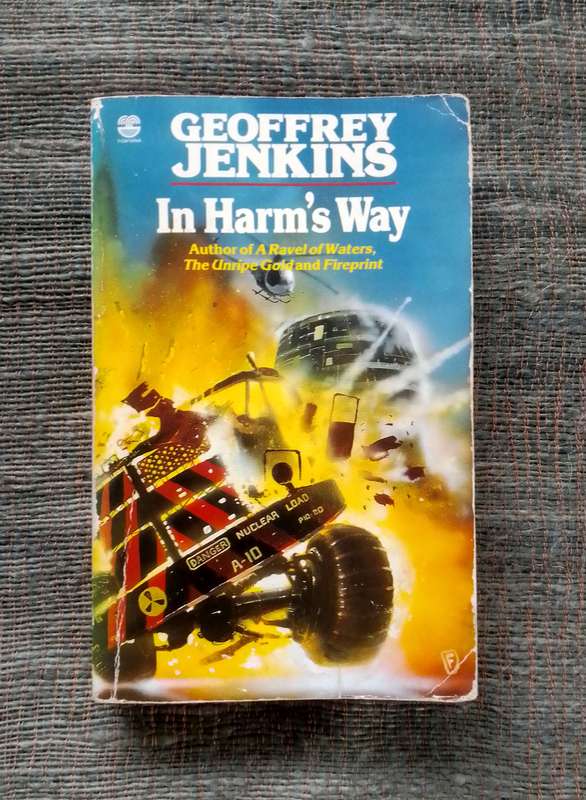 GEOFFREY
JENKINS
In Harm's Way
Author of A Ravel of Waters,
The Unripe Gold and Fireprint
DANGER NUCLEAR LOAD
A-10
F